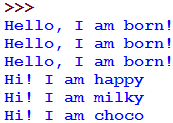 >>>
Hello, I am born!
Hello, I am born!
Hello, I am born!
Hi! I am happy
Hi! I am milky
Hi! I am choco